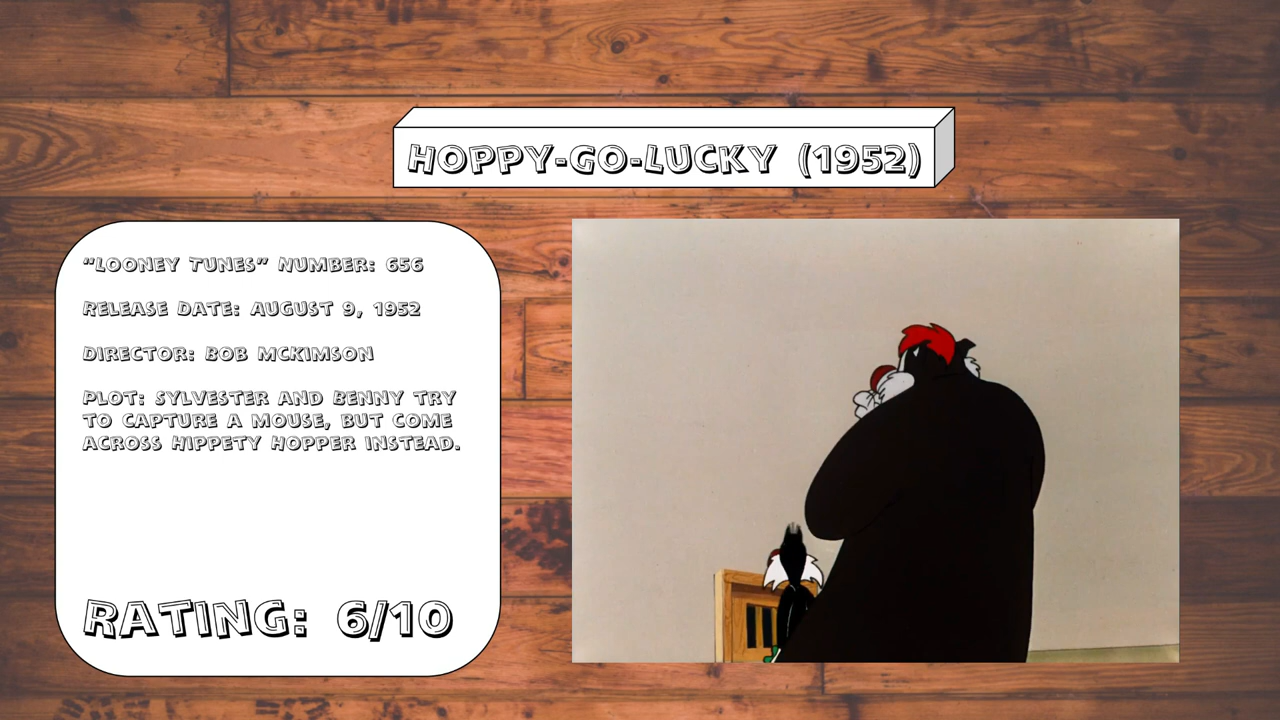 HOPPY-GO-LUCKY (1952)
"LOONEY TUNES" NUMBER: 656
RELEASE DATE: AUGUST 9, 1952
DIRECTOR: BOB MCKIMSON
PLOT: SYLVESTER AND BENNY TRY
TO CAPTURE A MOUSE, BUT COME
ACROSS HIPPETY HOPPER INSTEAD.
RATING: 6/10